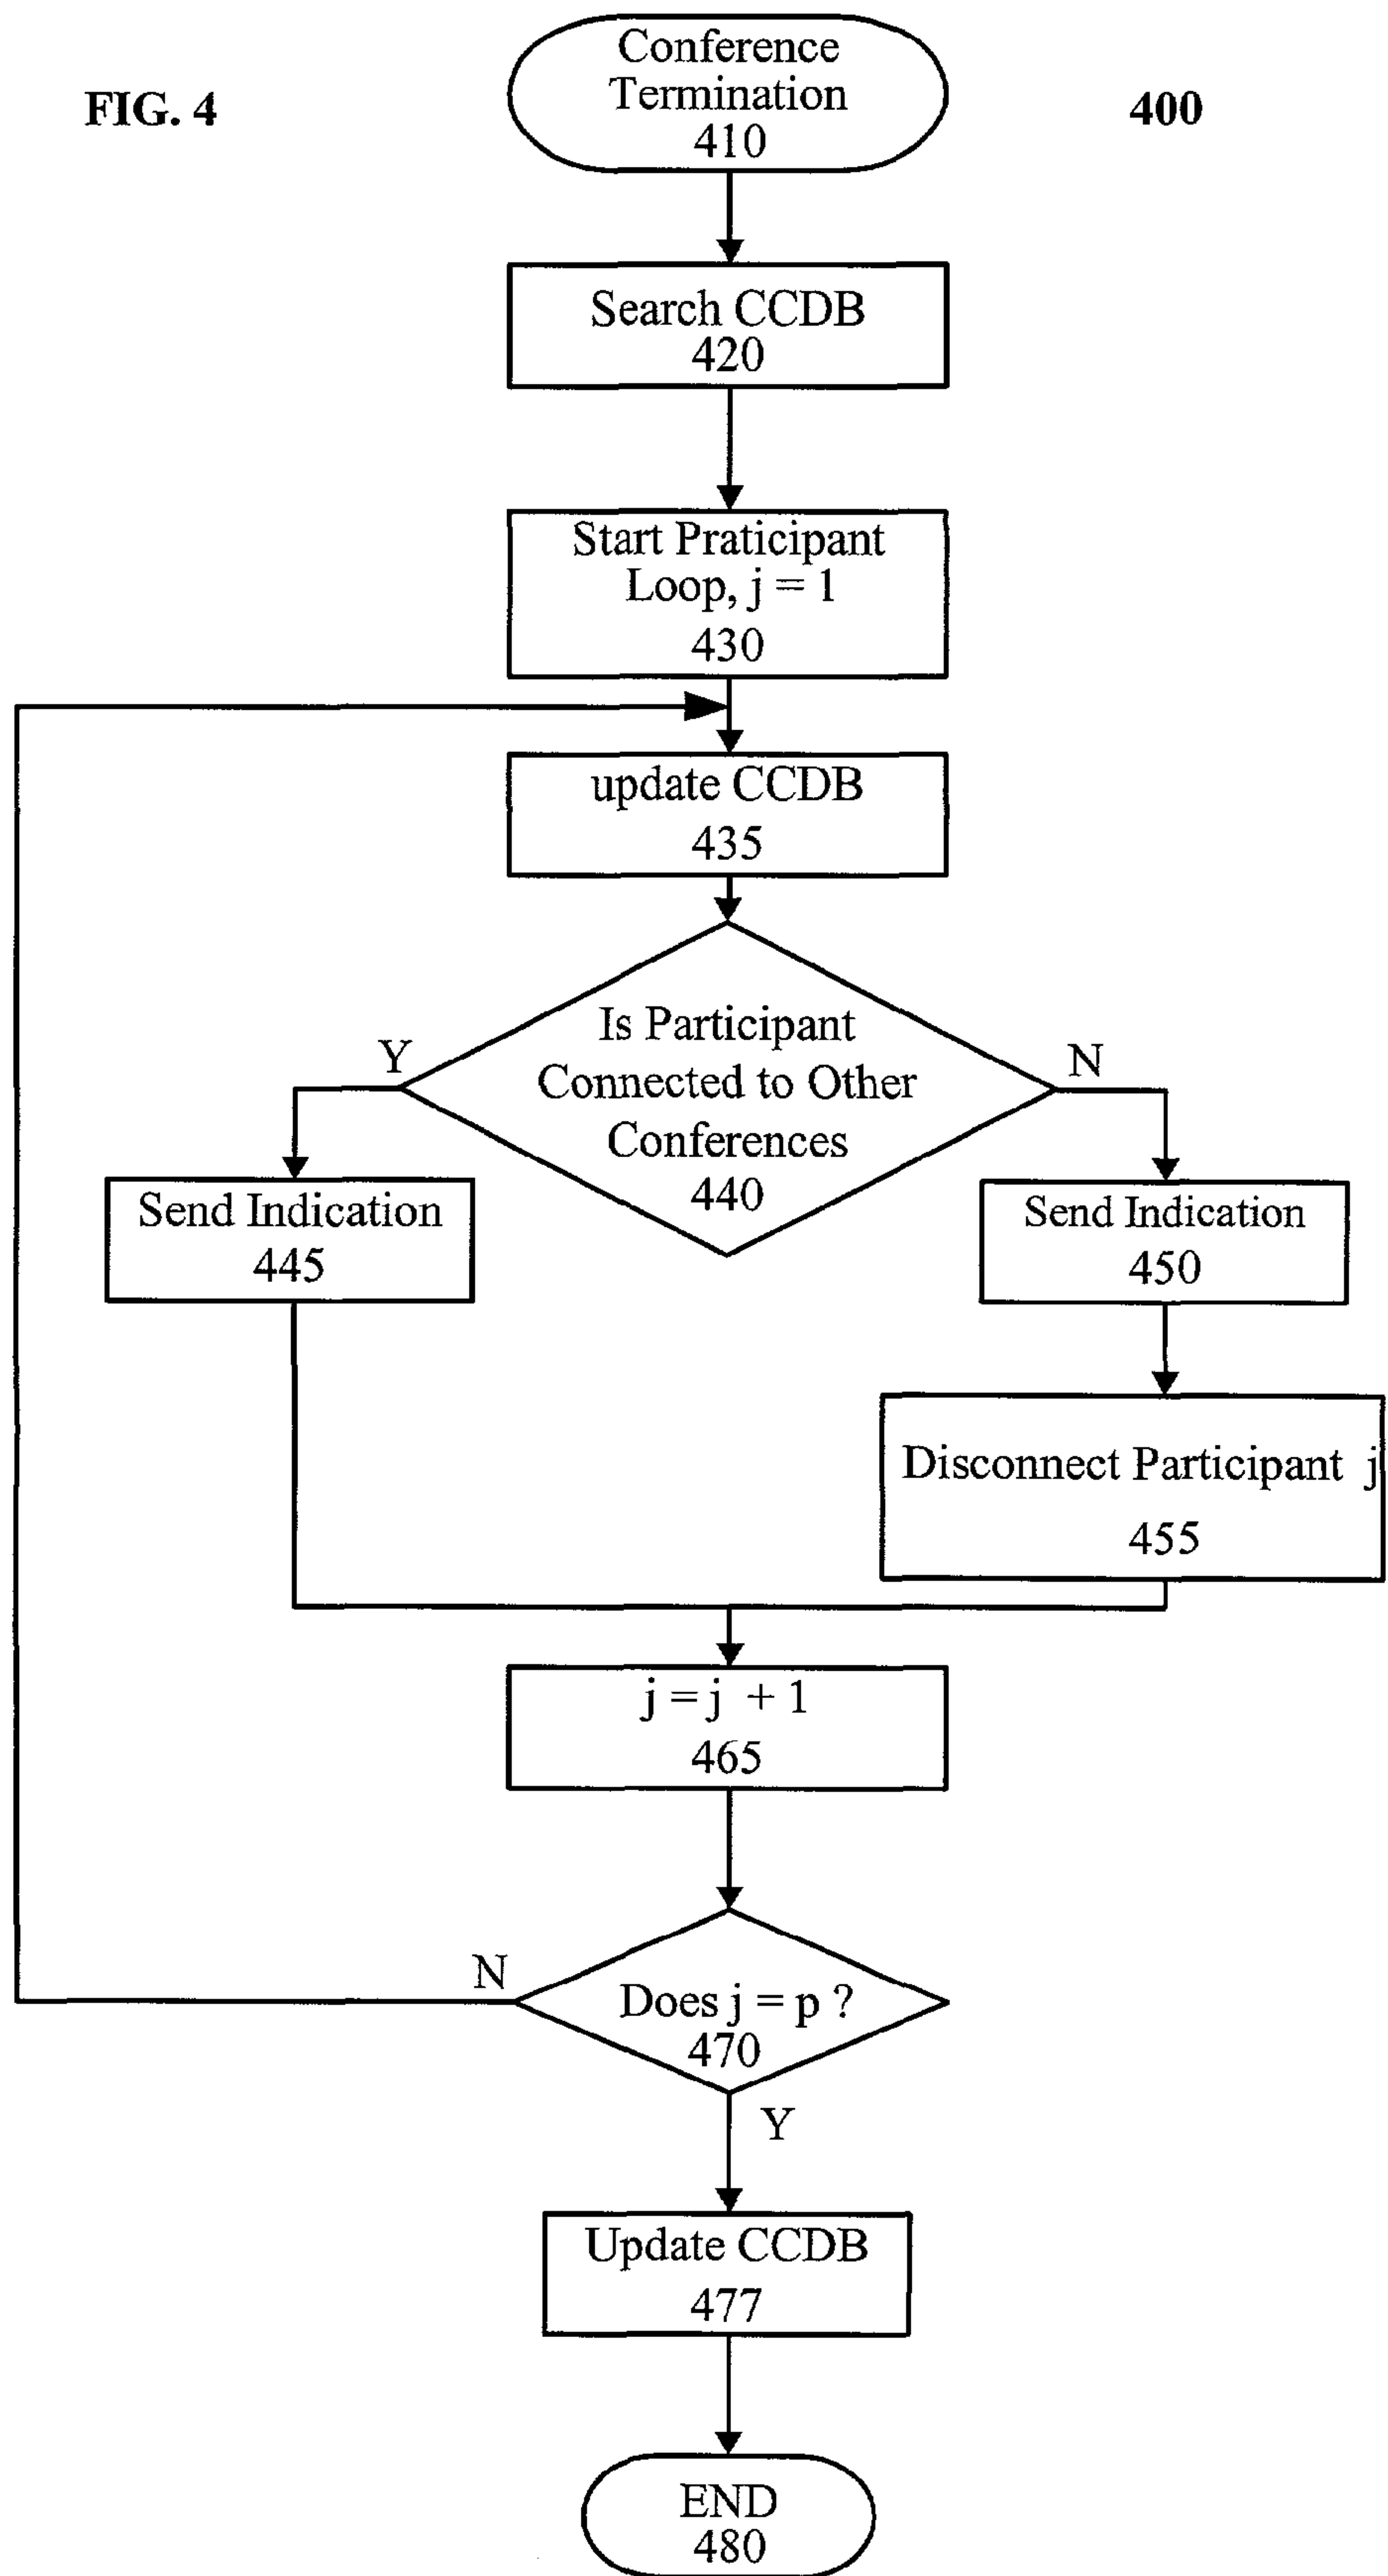 FIG. 4
400
Conference
Termination
410
Search CCDB
420
Start Praticipant
Loop, j = 1
430
update CCDB
435
Is Participant
Connected to Other
Conferences
440
Y
N
Send Indication
445
Send Indication
450
Disconnect Participant j
455
j = j + 1
465
Does j = p ?
470
N
Y
Update CCDB
477
END
480